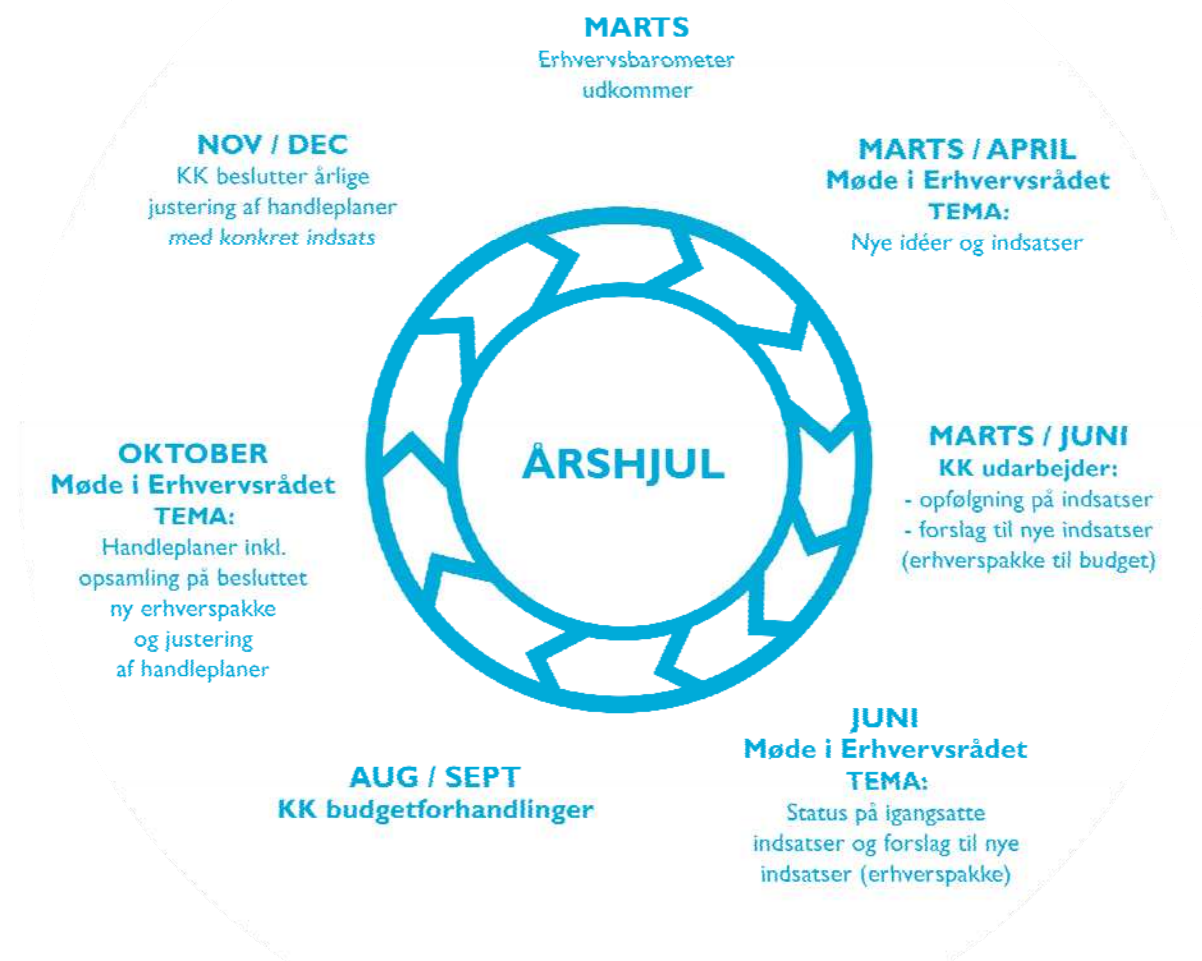 MARTS
Erhvervsbarometer
udkommer
MARTS / APRIL
Møde i Erhvervsrådet
TEMA:
Nye idéer og indsatser
MARTS / JUNI
KK udarbejder:
- opfølgning på indsatser
- forslag til nye indsatser
(erhverspakke til budget)
JUNI
Møde i Erhvervsrådet
TEMA:
Status på igangsatte
indsatser og forslag til nye
indsatser (erhverspakke)
AUG / SEPT
KK budgetforhandlinger
OKTOBER
Møde i Erhvervsrådet
TEMA:
Handleplaner inkl.
opsamling på besluttet
ny erhverspakke
og justering
af handleplaner
NOV / DEC
KK beslutter årlige
justering af handleplaner
med konkret indsats
ÅRSHJUL